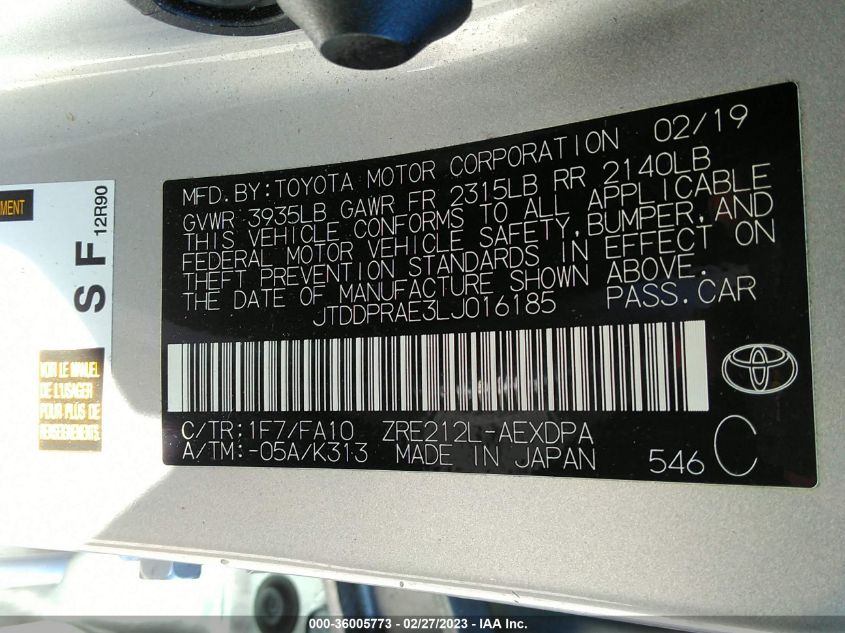 MFD. BY: TOYOTA MOTOR CORPORATION 02/19
GVWR 3935LB GAWR FR 2315LB RR 2140LB
THIS VEHICLE CONFORMS TO ALL APPLICABLE
FEDERAL MOTOR VEHICLE SAFETY, BUMPER, AND
THEFT PREVENTION STANDARDS IN EFFECT ON
THE DATE OF MANUFACTURE SHOWN ABOVE.
JTDDPRAE3LJ016185 PASS. CAR
C/TR: 1F7/FA10 ZRE212L-AEXDPA
A/TM: -05A/K313 MADE IN JAPAN 546 C
MENT
S F 12R90
VOIR LE MANUEL
DE L'USAGER
POUR PLUS DE
RENSEIGNEMENTS
000-36005773 - 02/27/2023 - IAA Inc.